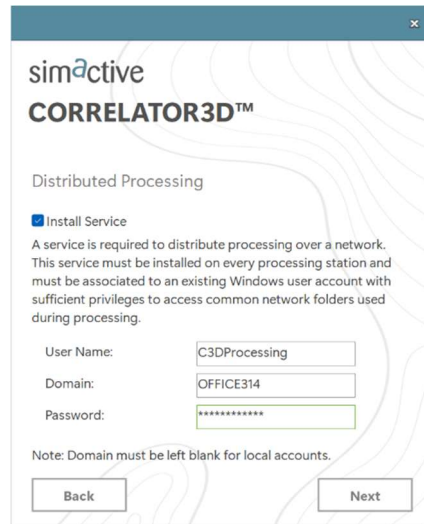 simactive
CORRELATOR3D™
Distributed Processing
Install Service
A service is required to distribute processing over a network.
This service must be installed on every processing station and
must be associated to an existing Windows user account with
sufficient privileges to access common network folders used
during processing.
User Name: C3DProcessing
Domain: OFFICE314
Password: ************
Note: Domain must be left blank for local accounts.
Back Next